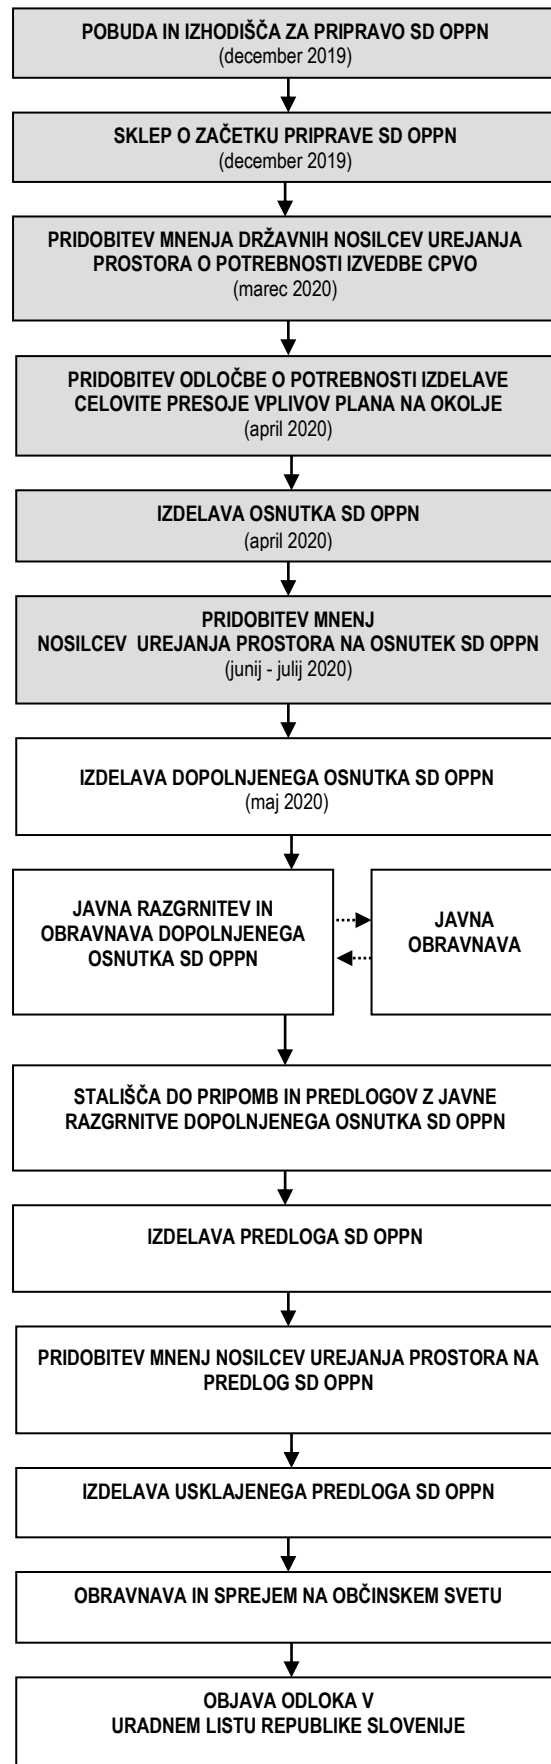 POBUDA IN IZHODIŠČA ZA PRIPRAVO SD OPPN
(december 2019)
SKLEP O ZAČETKU PRIPRAVE SD OPPN
(december 2019)
PRIDOBITEV MNENJA DRŽAVNIH NOSILCEV UREJANJA
PROSTORA O POTREBNOSTI IZVEDBE CPVO
(marec 2020)
PRIDOBITEV ODLOČBE O POTREBNOSTI IZDELAVE
CELOVITE PRESOJE VPLIVOV PLANA NA OKOLJE
(april 2020)
IZDELAVA OSNUTKA SD OPPN
(april 2020)
PRIDOBITEV MNENJ
NOSILCEV UREJANJA PROSTORA NA OSNUTEK SD OPPN
(junij - julij 2020)
IZDELAVA DOPOLNJENEGA OSNUTKA SD OPPN
(maj 2020)
JAVNA RAZGRNITEV IN
OBRAVNAVA DOPOLNJENEGA
OSNUTKA SD OPPN
JAVNA
OBRAVNAVA
STALIŠČA DO PRIPOMB IN PREDLOGOV Z JAVNE
RAZGRNITVE DOPOLNJENEGA OSNUTKA SD OPPN
IZDELAVA PREDLOGA SD OPPN
PRIDOBITEV MNENJ NOSILCEV UREJANJA PROSTORA NA
PREDLOG SD OPPN
IZDELAVA USKLAJENEGA PREDLOGA SD OPPN
OBRAVNAVA IN SPREJEM NA OBČINSKEM SVETU
OBJAVA ODLOKA V
URADNEM LISTU REPUBLIKE SLOVENIJE